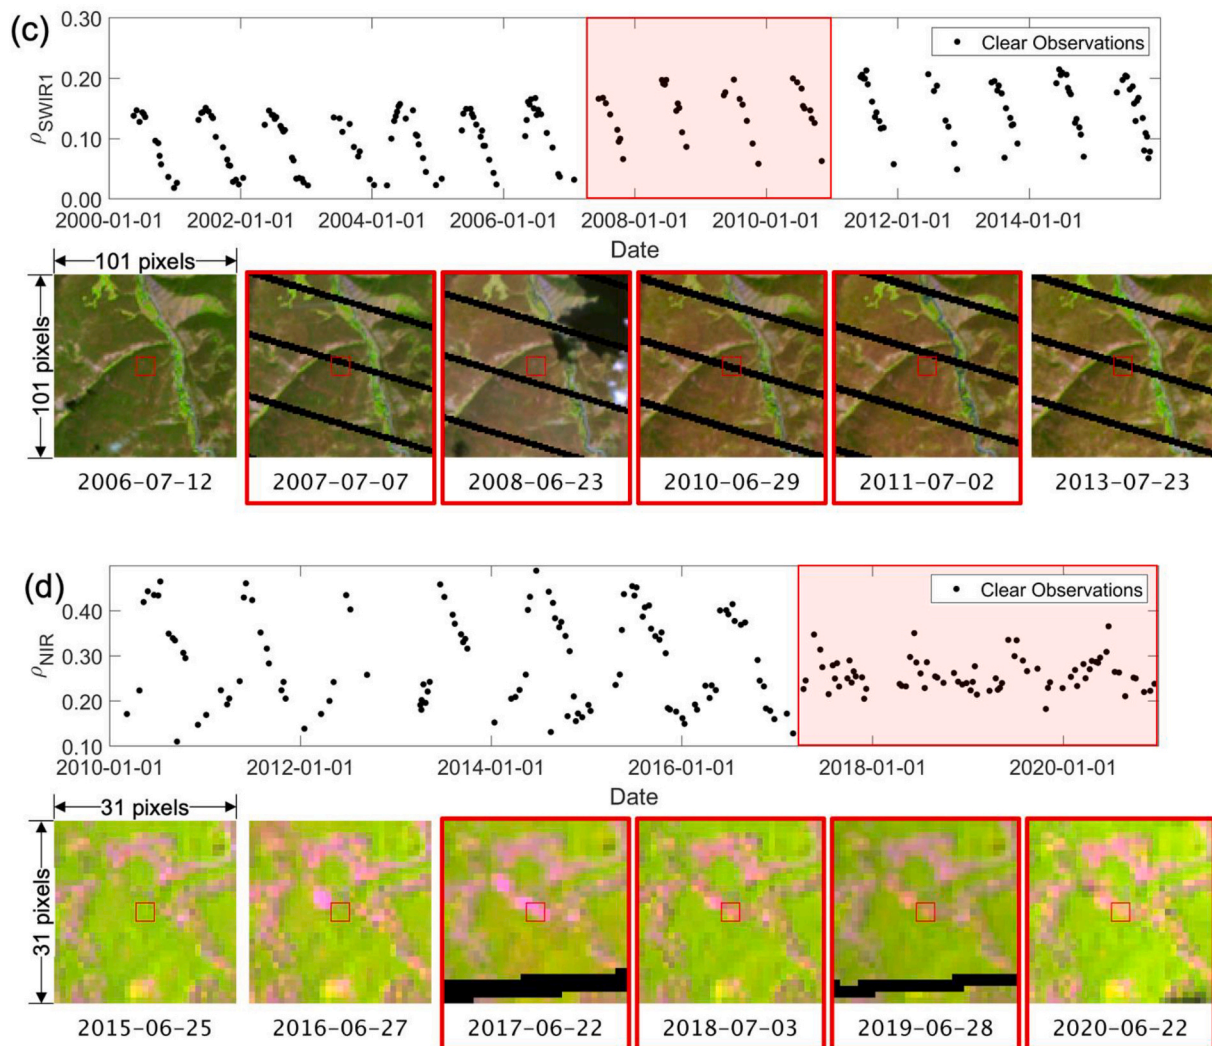 (c)
0.30
0.20
0.10
0.00
ρSWIR1
Clear Observations
2000-01-01 2002-01-01 2004-01-01 2006-01-01 2008-01-01 2010-01-01 2012-01-01 2014-01-01
Date
101 pixels
101 pixels
2006-07-12 2007-07-07 2008-06-23 2010-06-29 2011-07-02 2013-07-23
(d)
0.40
0.30
0.20
0.10
ρNIR
Clear Observations
2010-01-01 2012-01-01 2014-01-01 2016-01-01 2018-01-01 2020-01-01
Date
31 pixels
31 pixels
2015-06-25 2016-06-27 2017-06-22 2018-07-03 2019-06-28 2020-06-22